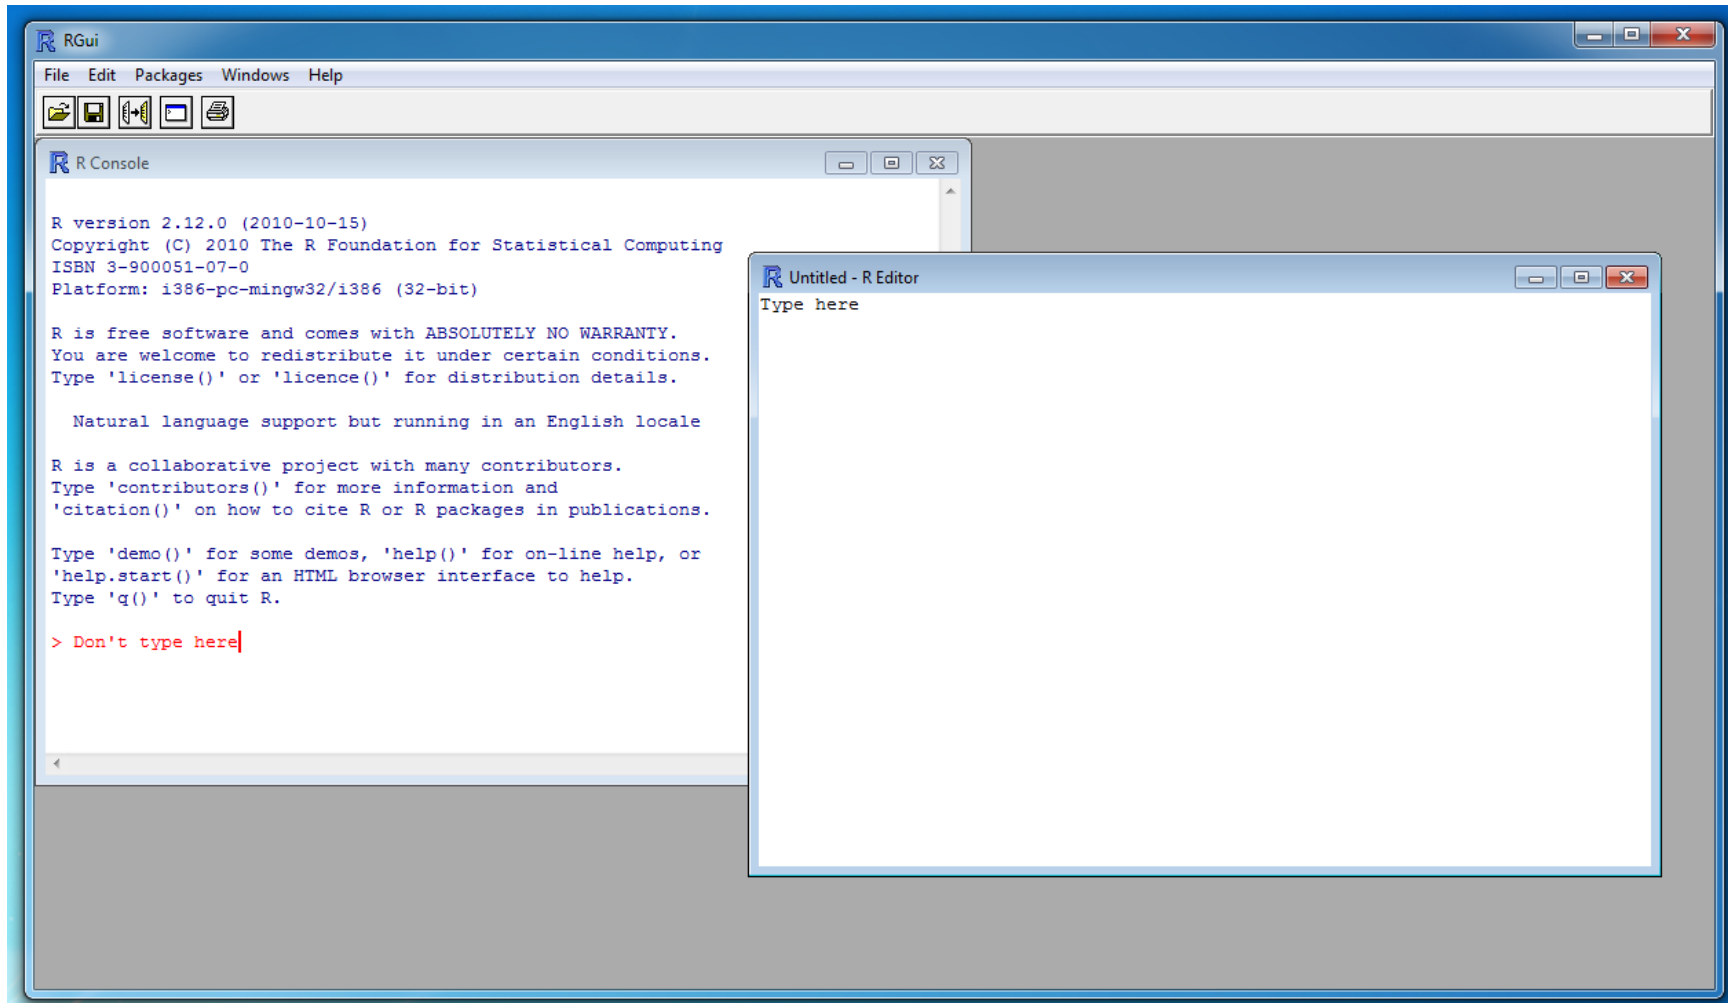 RGui
File Edit Packages Windows Help
R Console
R version 2.12.0 (2010-10-15)
Copyright (C) 2010 The R Foundation for Statistical Computing
ISBN 3-900051-07-0
Platform: i386-pc-mingw32/i386 (32-bit)
R is free software and comes with ABSOLUTELY NO WARRANTY.
You are welcome to redistribute it under certain conditions.
Type 'license()' or 'licence()' for distribution details.
Natural language support but running in an English locale
R is a collaborative project with many contributors.
Type 'contributors()' for more information and
'citation()' on how to cite R or R packages in publications.
Type 'demo()' for some demos, 'help()' for on-line help, or
'help.start()' for an HTML browser interface to help.
Type 'q()' to quit R.
> Don't type here
Untitled - R Editor
Type here